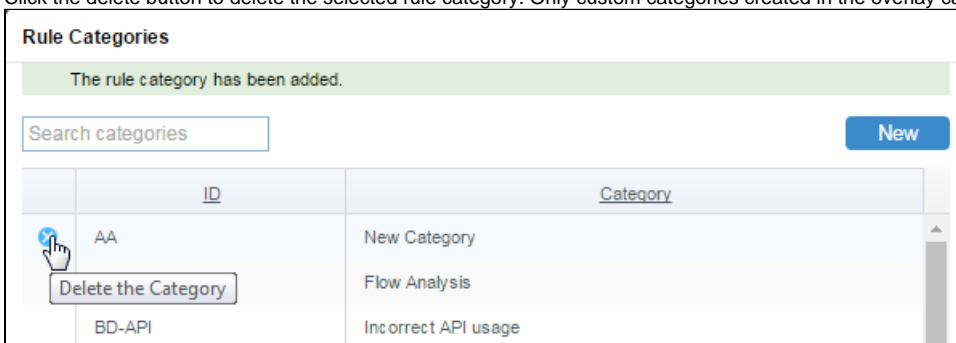 Click the delete button to delete the selected rule category. Only custom categories created in the overlay
Rule Categories
The rule category has been added.
Search categories
New
ID Category
AA New Category
Delete the Category Flow Analysis
BD-API Incorrect API usage